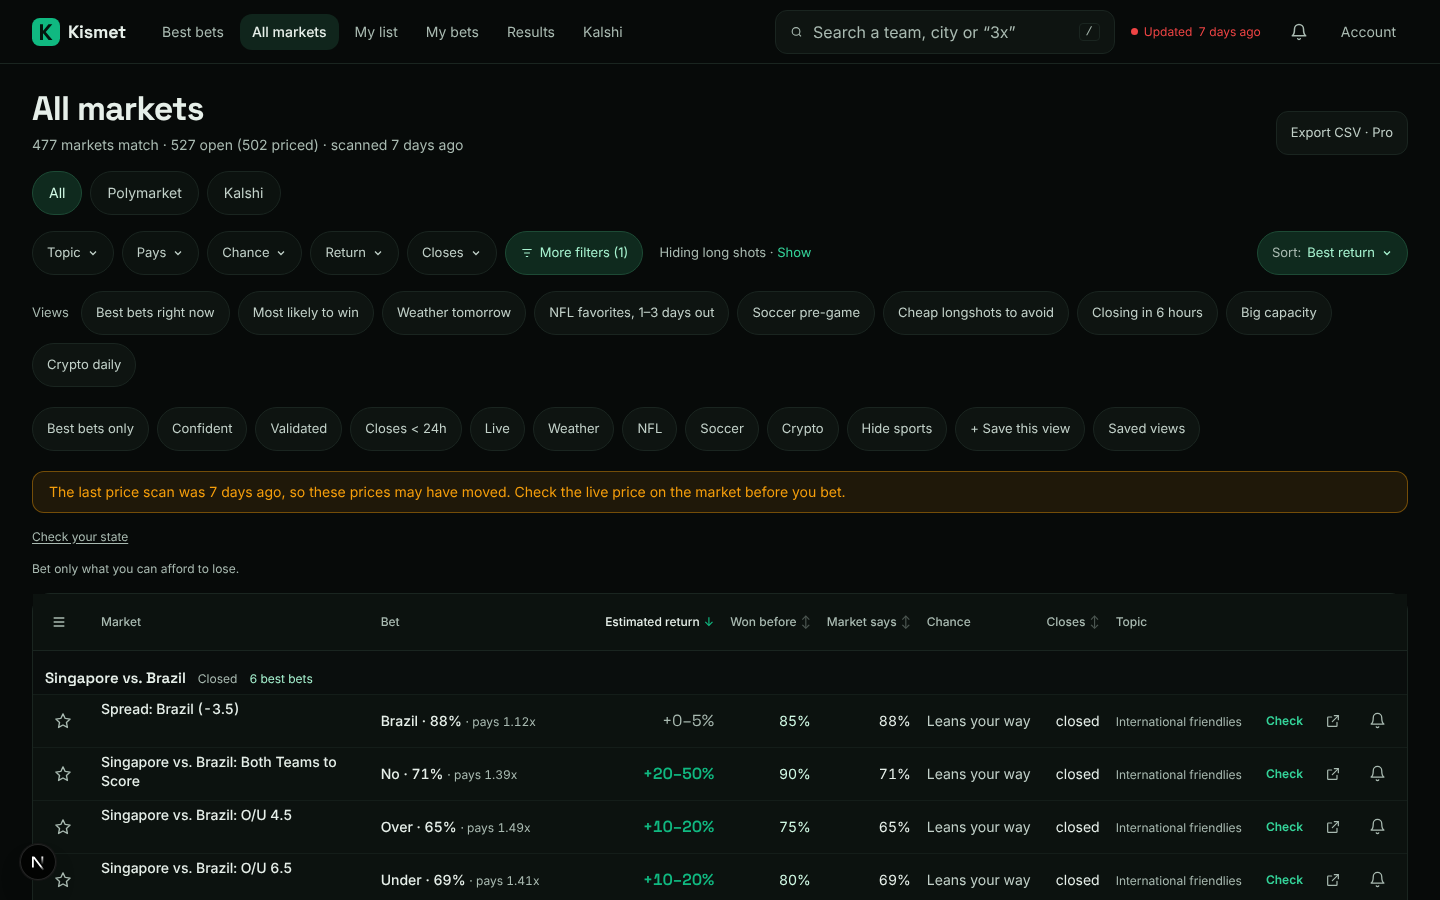 K Kismet Best bets All markets My list My bets Results Kalshi Search a team, city or “3x” / Updated 7 days ago Account
All markets
477 markets match · 527 open (502 priced) · scanned 7 days ago
Export CSV · Pro
All Polymarket Kalshi
Topic Pays Chance Return Closes More filters (1) Hiding long shots · Show Sort: Best return
Views Best bets right now Most likely to win Weather tomorrow NFL favorites, 1–3 days out Soccer pre-game Cheap longshots to avoid Closing in 6 hours Big capacity
Crypto daily
Best bets only Confident Validated Closes < 24h Live Weather NFL Soccer Crypto Hide sports + Save this view Saved views
The last price scan was 7 days ago, so these prices may have moved. Check the live price on the market before you bet.
Check your state
Bet only what you can afford to lose.
Market Bet Estimated return ↓ Won before Market says Chance Closes Topic
Singapore vs. Brazil Closed 6 best bets
Spread: Brazil (-3.5) Brazil · 88% · pays 1.12x +0–5% 85% 88% Leans your way closed International friendlies Check
Singapore vs. Brazil: Both Teams to
Score No · 71% · pays 1.39x +20–50% 90% 71% Leans your way closed International friendlies Check
Singapore vs. Brazil: O/U 4.5 Over · 65% · pays 1.49x +10–20% 75% 65% Leans your way closed International friendlies Check
Singapore vs. Brazil: O/U 6.5 Under · 69% · pays 1.41x +10–20% 80% 69% Leans your way closed International friendlies Check
N